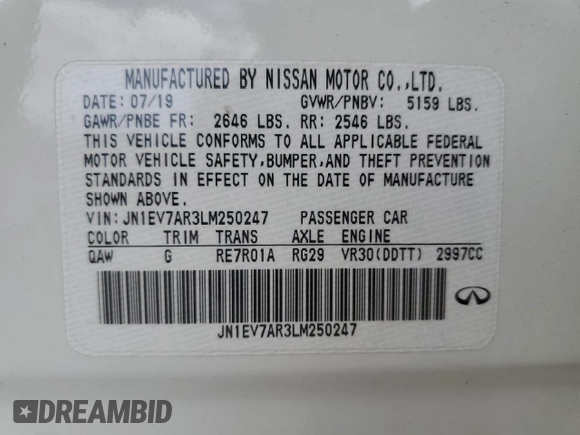 MANUFACTURED BY NISSAN MOTOR CO.,LTD.
DATE: 07/19 GVWR/PNBV: 5159 LBS.
GAWR/PNBE FR: 2646 LBS. RR: 2546 LBS.
THIS VEHICLE CONFORMS TO ALL APPLICABLE FEDERAL
MOTOR VEHICLE SAFETY,BUMPER,AND THEFT PREVENTION
STANDARDS IN EFFECT ON THE DATE OF MANUFACTURE
SHOWN ABOVE.
VIN: JN1EV7AR3LM250247 PASSENGER CAR
COLOR TRIM TRANS AXLE ENGINE
QAW G RE7R01A RG29 VR30(DDTT) 2997CC
JN1EV7AR3LM250247
DREAMBID